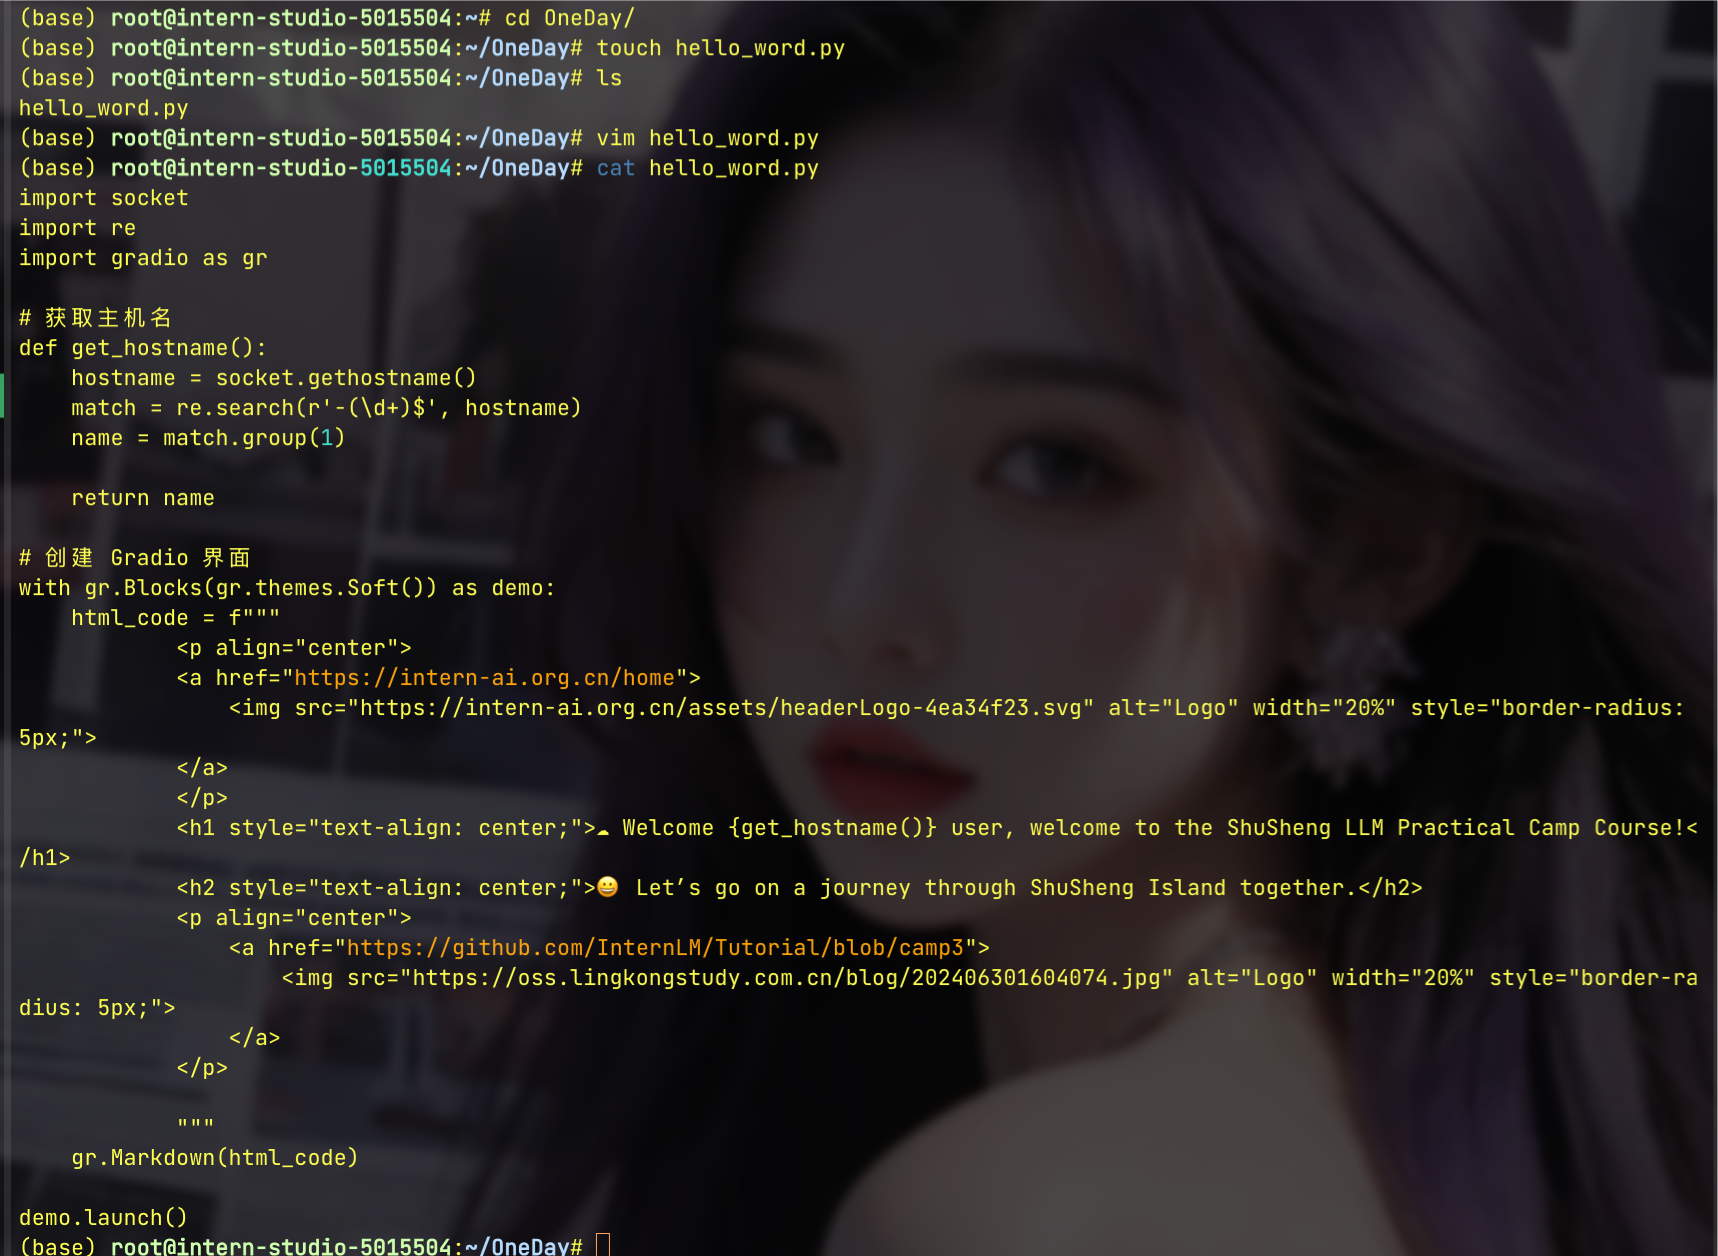 (base) root@intern-studio-5015504:~# cd OneDay/
(base) root@intern-studio-5015504:~/OneDay# touch hello_word.py
(base) root@intern-studio-5015504:~/OneDay# ls
hello_word.py
(base) root@intern-studio-5015504:~/OneDay# vim hello_word.py
(base) root@intern-studio-5015504:~/OneDay# cat hello_word.py
import socket
import re
import gradio as gr

# 获取主机名
def get_hostname():
    hostname = socket.gethostname()
    match = re.search(r'-(\d+)$', hostname)
    name = match.group(1)

    return name

# 创建 Gradio 界面
with gr.Blocks(gr.themes.Soft()) as demo:
    html_code = f"""
            <p align="center">
            <a href="https://intern-ai.org.cn/home">
                <img src="https://intern-ai.org.cn/assets/headerLogo-4ea34f23.svg" alt="Logo" width="20%" style="border-radius:
5px;">
            </a>
            </p>
            <h1 style="text-align: center;">☁️ Welcome {get_hostname()} user, welcome to the ShuSheng LLM Practical Camp Course!<
/h1>
            <h2 style="text-align: center;">😀 Let’s go on a journey through ShuSheng Island together.</h2>
            <p align="center">
                <a href="https://github.com/InternLM/Tutorial/blob/camp3">
                    <img src="https://oss.lingkongstudy.com.cn/blog/202406301604074.jpg" alt="Logo" width="20%" style="border-ra
dius: 5px;">
                </a>
            </p>

            """
    gr.Markdown(html_code)

demo.launch()
(base) root@intern-studio-5015504:~/OneDay#